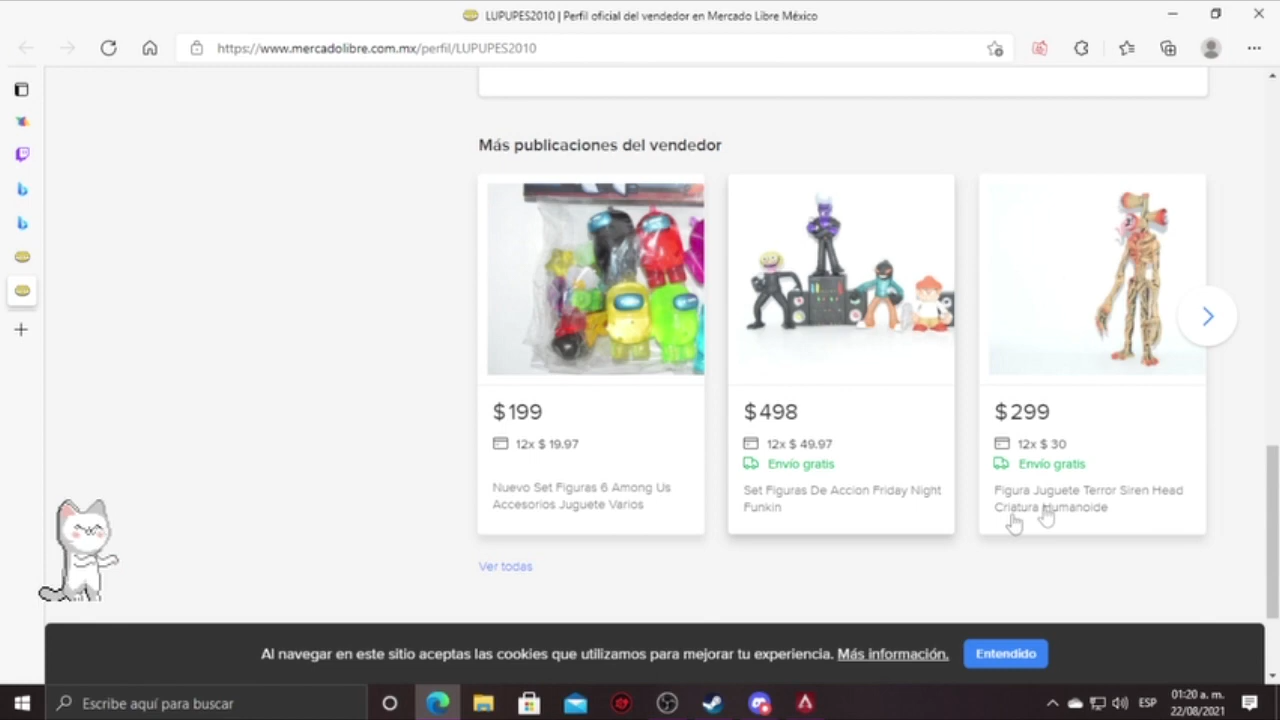 LUPUPES2010 | Perfil oficial del vendedor en Mercado Libre México
https://www.mercadolibre.com.mx/perfil/LUPUPES2010
Más publicaciones del vendedor
$ 199
12x $ 19.97
Nuevo Set Figuras 6 Among Us
Accesorios Juguete Varios
$ 498
12x $ 49.97
Envío gratis
Set Figuras De Accion Friday Night
Funkin
$ 299
12x $ 30
Envío gratis
Figura Juguete Terror Siren Head
Criatura Humanoide
Ver todas
Al navegar en este sitio aceptas las cookies que utilizamos para mejorar tu experiencia. Más información.
Entendido
Escribe aquí para buscar
ESP
01:20 a. m.
22/08/2021